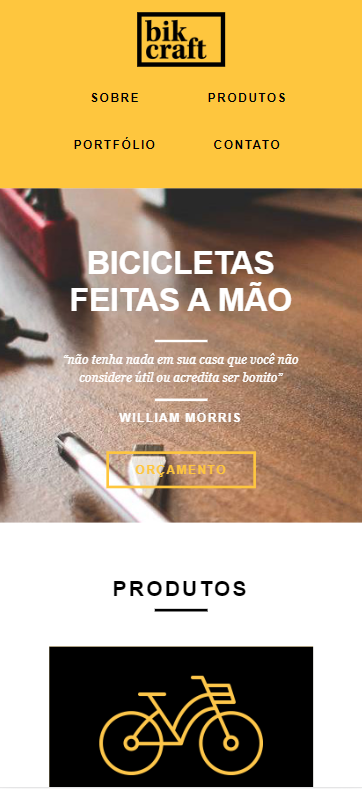 bik
craft
SOBRE PRODUTOS
PORTFÓLIO CONTATO
BICICLETAS
FEITAS A MÃO
“não tenha nada em sua casa que você não
considere útil ou acredita ser bonito”
WILLIAM MORRIS
ORÇAMENTO
PRODUTOS